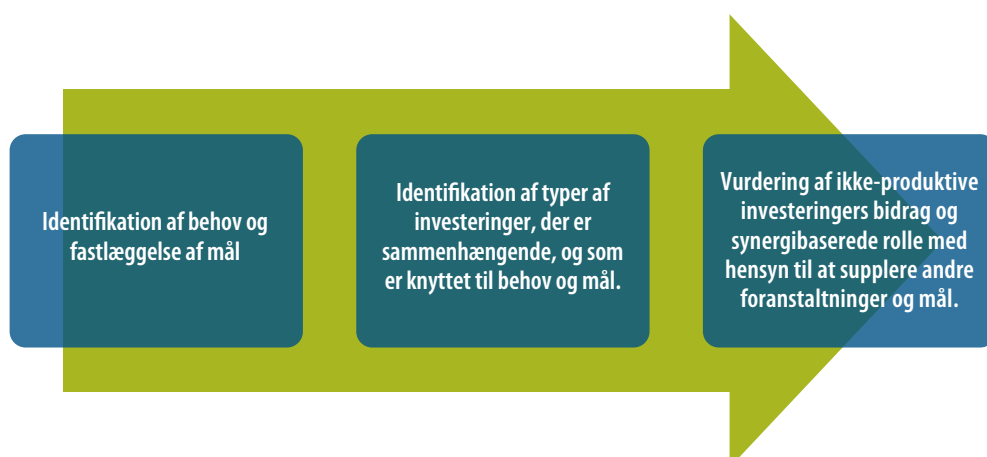 Identifikation af behov og
fastlæggelse af mål
Identifikation af typer af
investeringer, der er
sammenhængende, og som
er knyttet til behov og mål.
Vurdering af ikke-produktive
investeringers bidrag og
synergibaserede rolle med
hensyn til at supplere andre
foranstaltninger og mål.